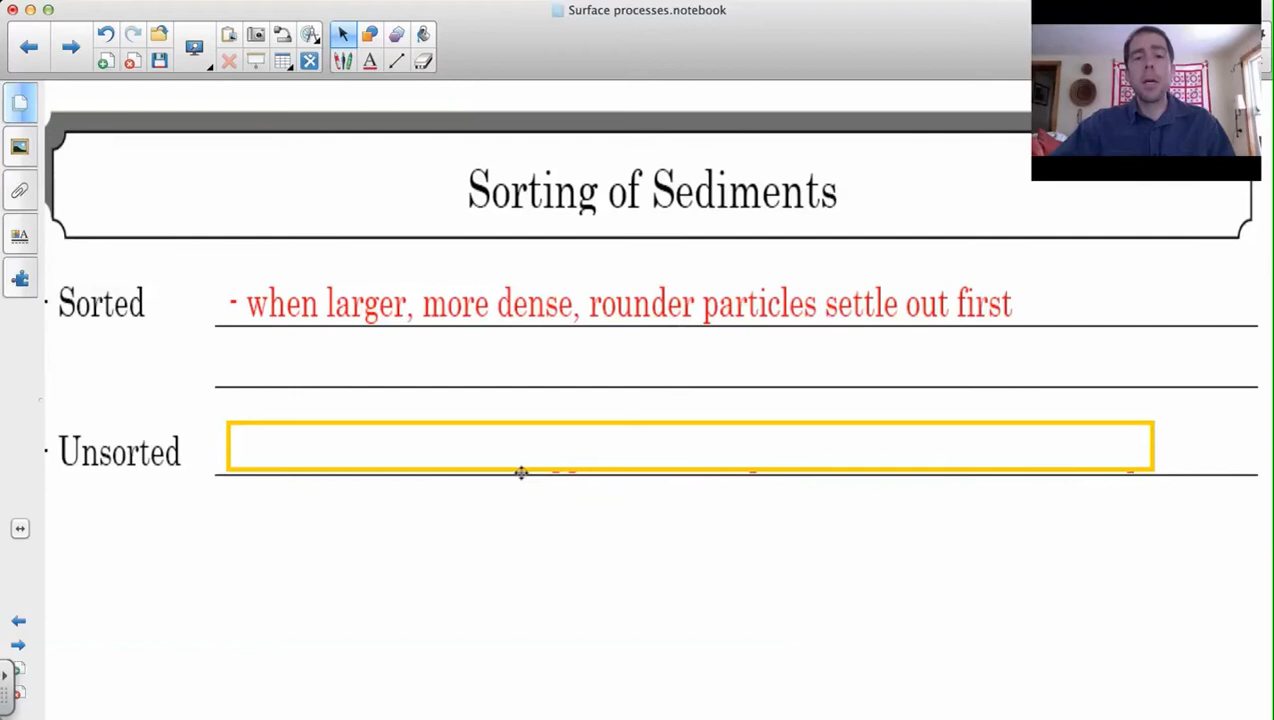 Surface processes.notebook
Sorting of Sediments
- Sorted - when larger, more dense, rounder particles settle out first
- Unsorted